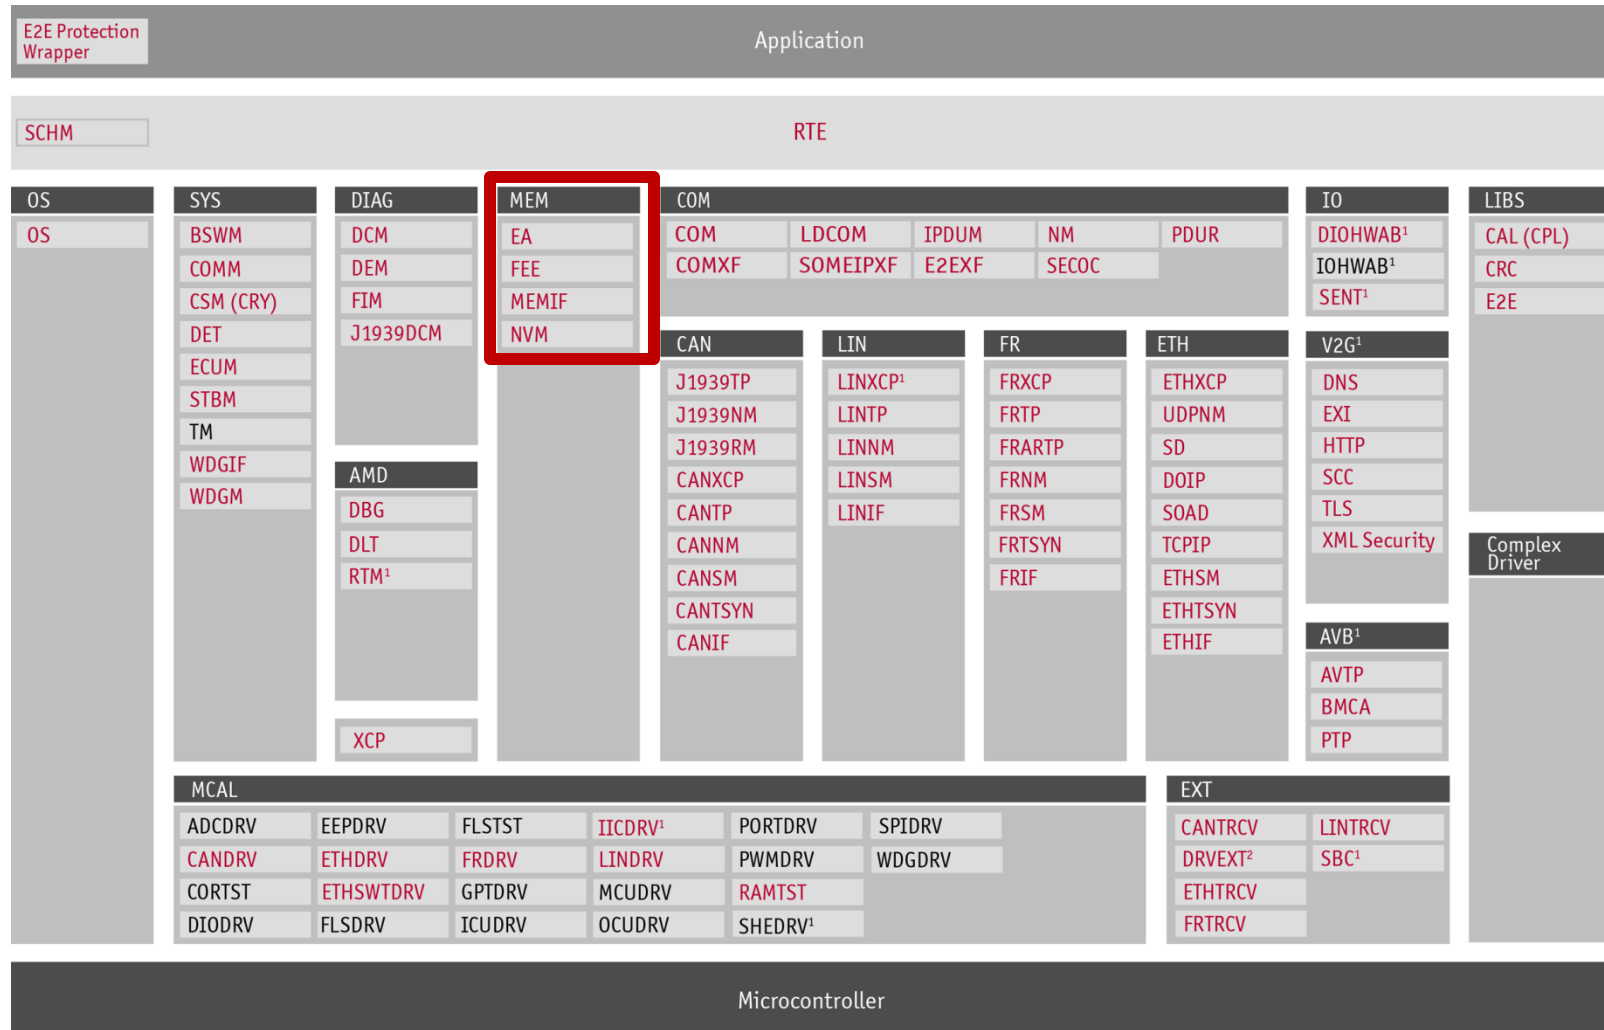 E2E Protection
Wrapper
Application
SCHM
RTE
OS
OS
SYS
BSWM
COMM
CSM (CRY)
DET
ECUM
STBM
TM
WDGIF
WDGM
DIAG
DCM
DEM
FIM
J1939DCM
AMD
DBG
DLT
RTM¹
XCP
MEM
EA
FEE
MEMIF
NVM
COM
COM LDCOM IPDUM NM PDUR
COMXF SOMEIPXF E2EXF SECOC
CAN
J1939TP
J1939NM
J1939RM
CANXCP
CANTP
CANNM
CANSM
CANTSYN
CANIF
LIN
LINXCP¹
LINTP
LINNM
LINSM
LINIF
FR
FRXCP
FRTP
FRARTP
FRNM
FRSM
FRTSYN
FRIF
ETH
ETHXCP
UDPNM
SD
DOIP
SOAD
TCPIP
ETHSM
ETHTSYN
ETHIF
IO
DIOHWAB¹
IOHWAB¹
SENT¹
V2G¹
DNS
EXI
HTTP
SCC
TLS
XML Security
AVB¹
AVTP
BMCA
PTP
LIBS
CAL (CPL)
CRC
E2E
Complex
Driver
MCAL
ADCDRV EEPDRV FLSTST IICDRV¹ PORTDRV SPIDRV
CANDRV ETHDRV FRDRV LINDRV PWMDRV WDGDRV
CORTST ETHSWTDRV GPTDRV MCUDRV RAMTST
DIODRV FLSDRV ICUDRV OCUDRV SHEDRV¹
EXT
CANTRCV LINTRCV
DRVEXT² SBC¹
ETHTRCV
FRTRCV
Microcontroller